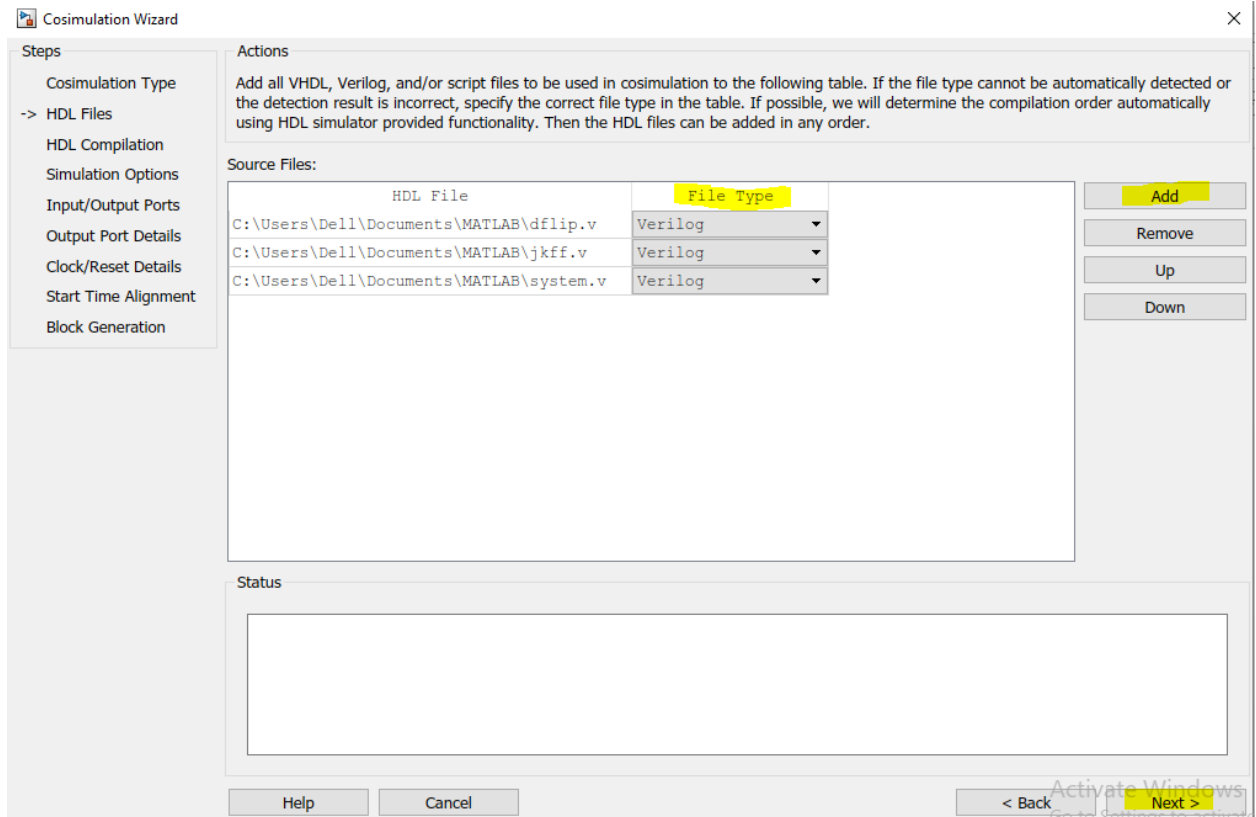 Cosimulation Wizard
Steps
Cosimulation Type
-> HDL Files
HDL Compilation
Simulation Options
Input/Output Ports
Output Port Details
Clock/Reset Details
Start Time Alignment
Block Generation
Actions
Add all VHDL, Verilog, and/or script files to be used in cosimulation to the following table. If the file type cannot be automatically detected or
the detection result is incorrect, specify the correct file type in the table. If possible, we will determine the compilation order automatically
using HDL simulator provided functionality. Then the HDL files can be added in any order.
Source Files:
HDL File File Type
C:\Users\Dell\Documents\MATLAB\dflip.v Verilog
C:\Users\Dell\Documents\MATLAB\jkff.v Verilog
C:\Users\Dell\Documents\MATLAB\system.v Verilog
Add
Remove
Up
Down
Status
Activate Windows
Help Cancel < Back Next >
Go to Settings to activate